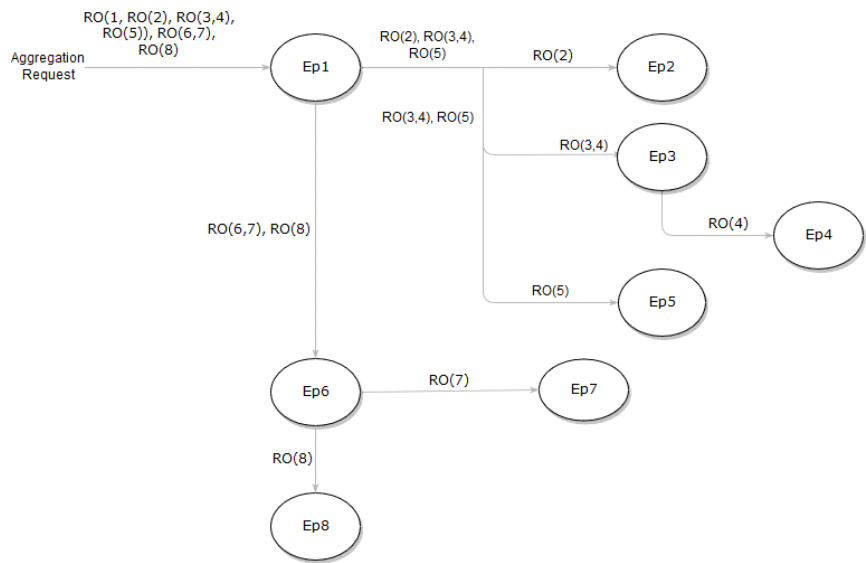 RO(1, RO(2), RO(3,4),
RO(5)), RO(6,7),
RO(8)
Aggregation
Request
Ep1
RO(2), RO(3,4),
RO(5)
RO(2)
Ep2
RO(3,4), RO(5)
RO(3,4)
Ep3
RO(4)
Ep4
RO(6,7), RO(8)
RO(5)
Ep5
Ep6
RO(7)
Ep7
RO(8)
Ep8